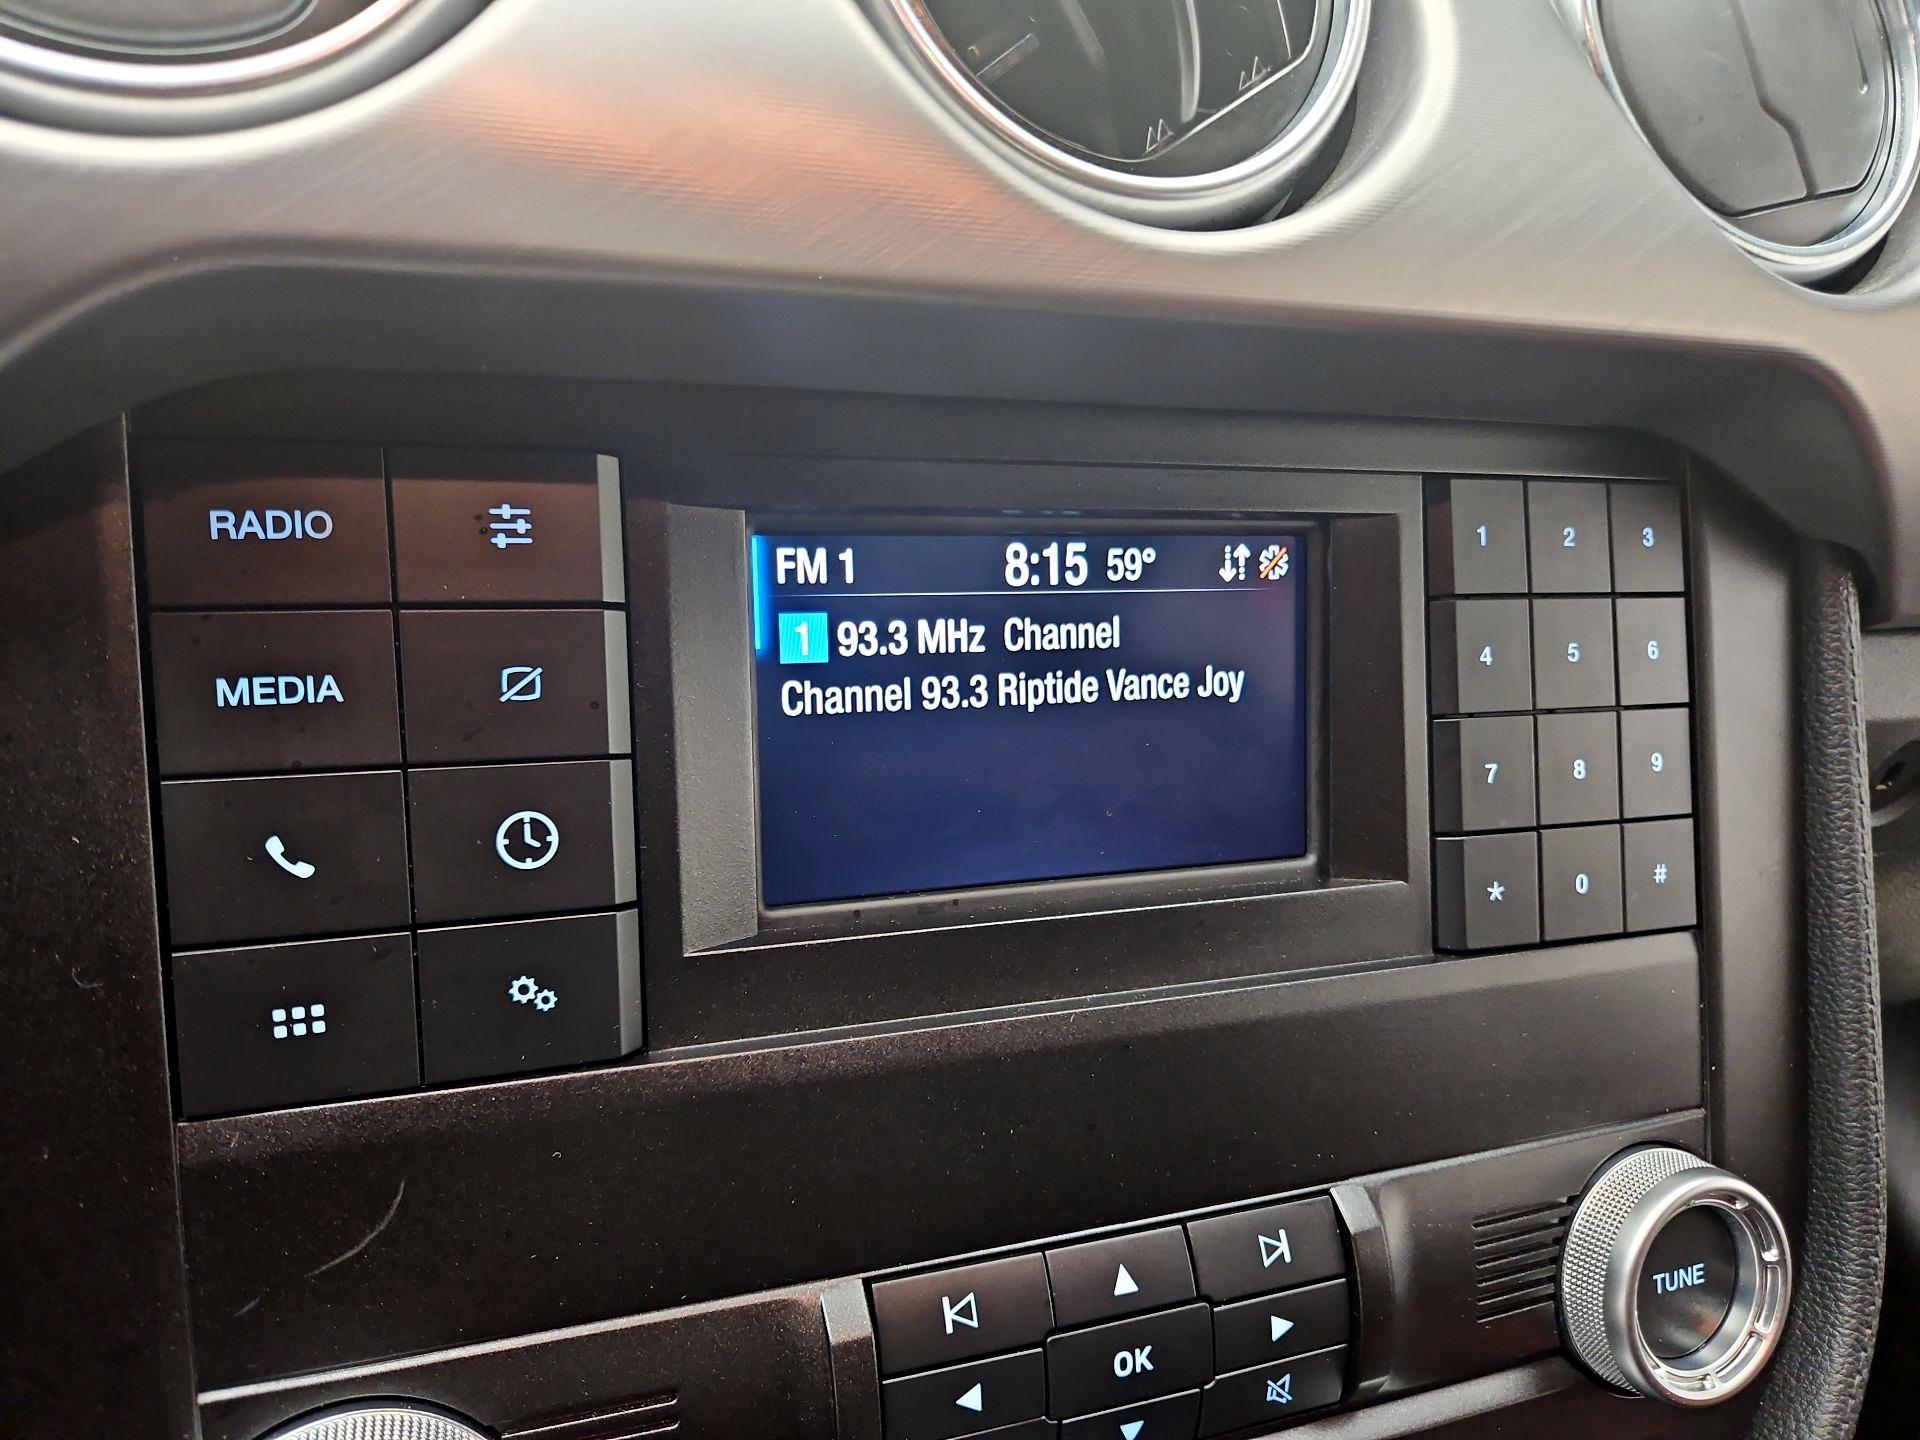 FM 1 8:15 59°
1 93.3 MHz Channel
Channel 93.3 Riptide Vance Joy
RADIO
MEDIA
1 2 3
4 5 6
7 8 9
* 0 #
OK
TUNE